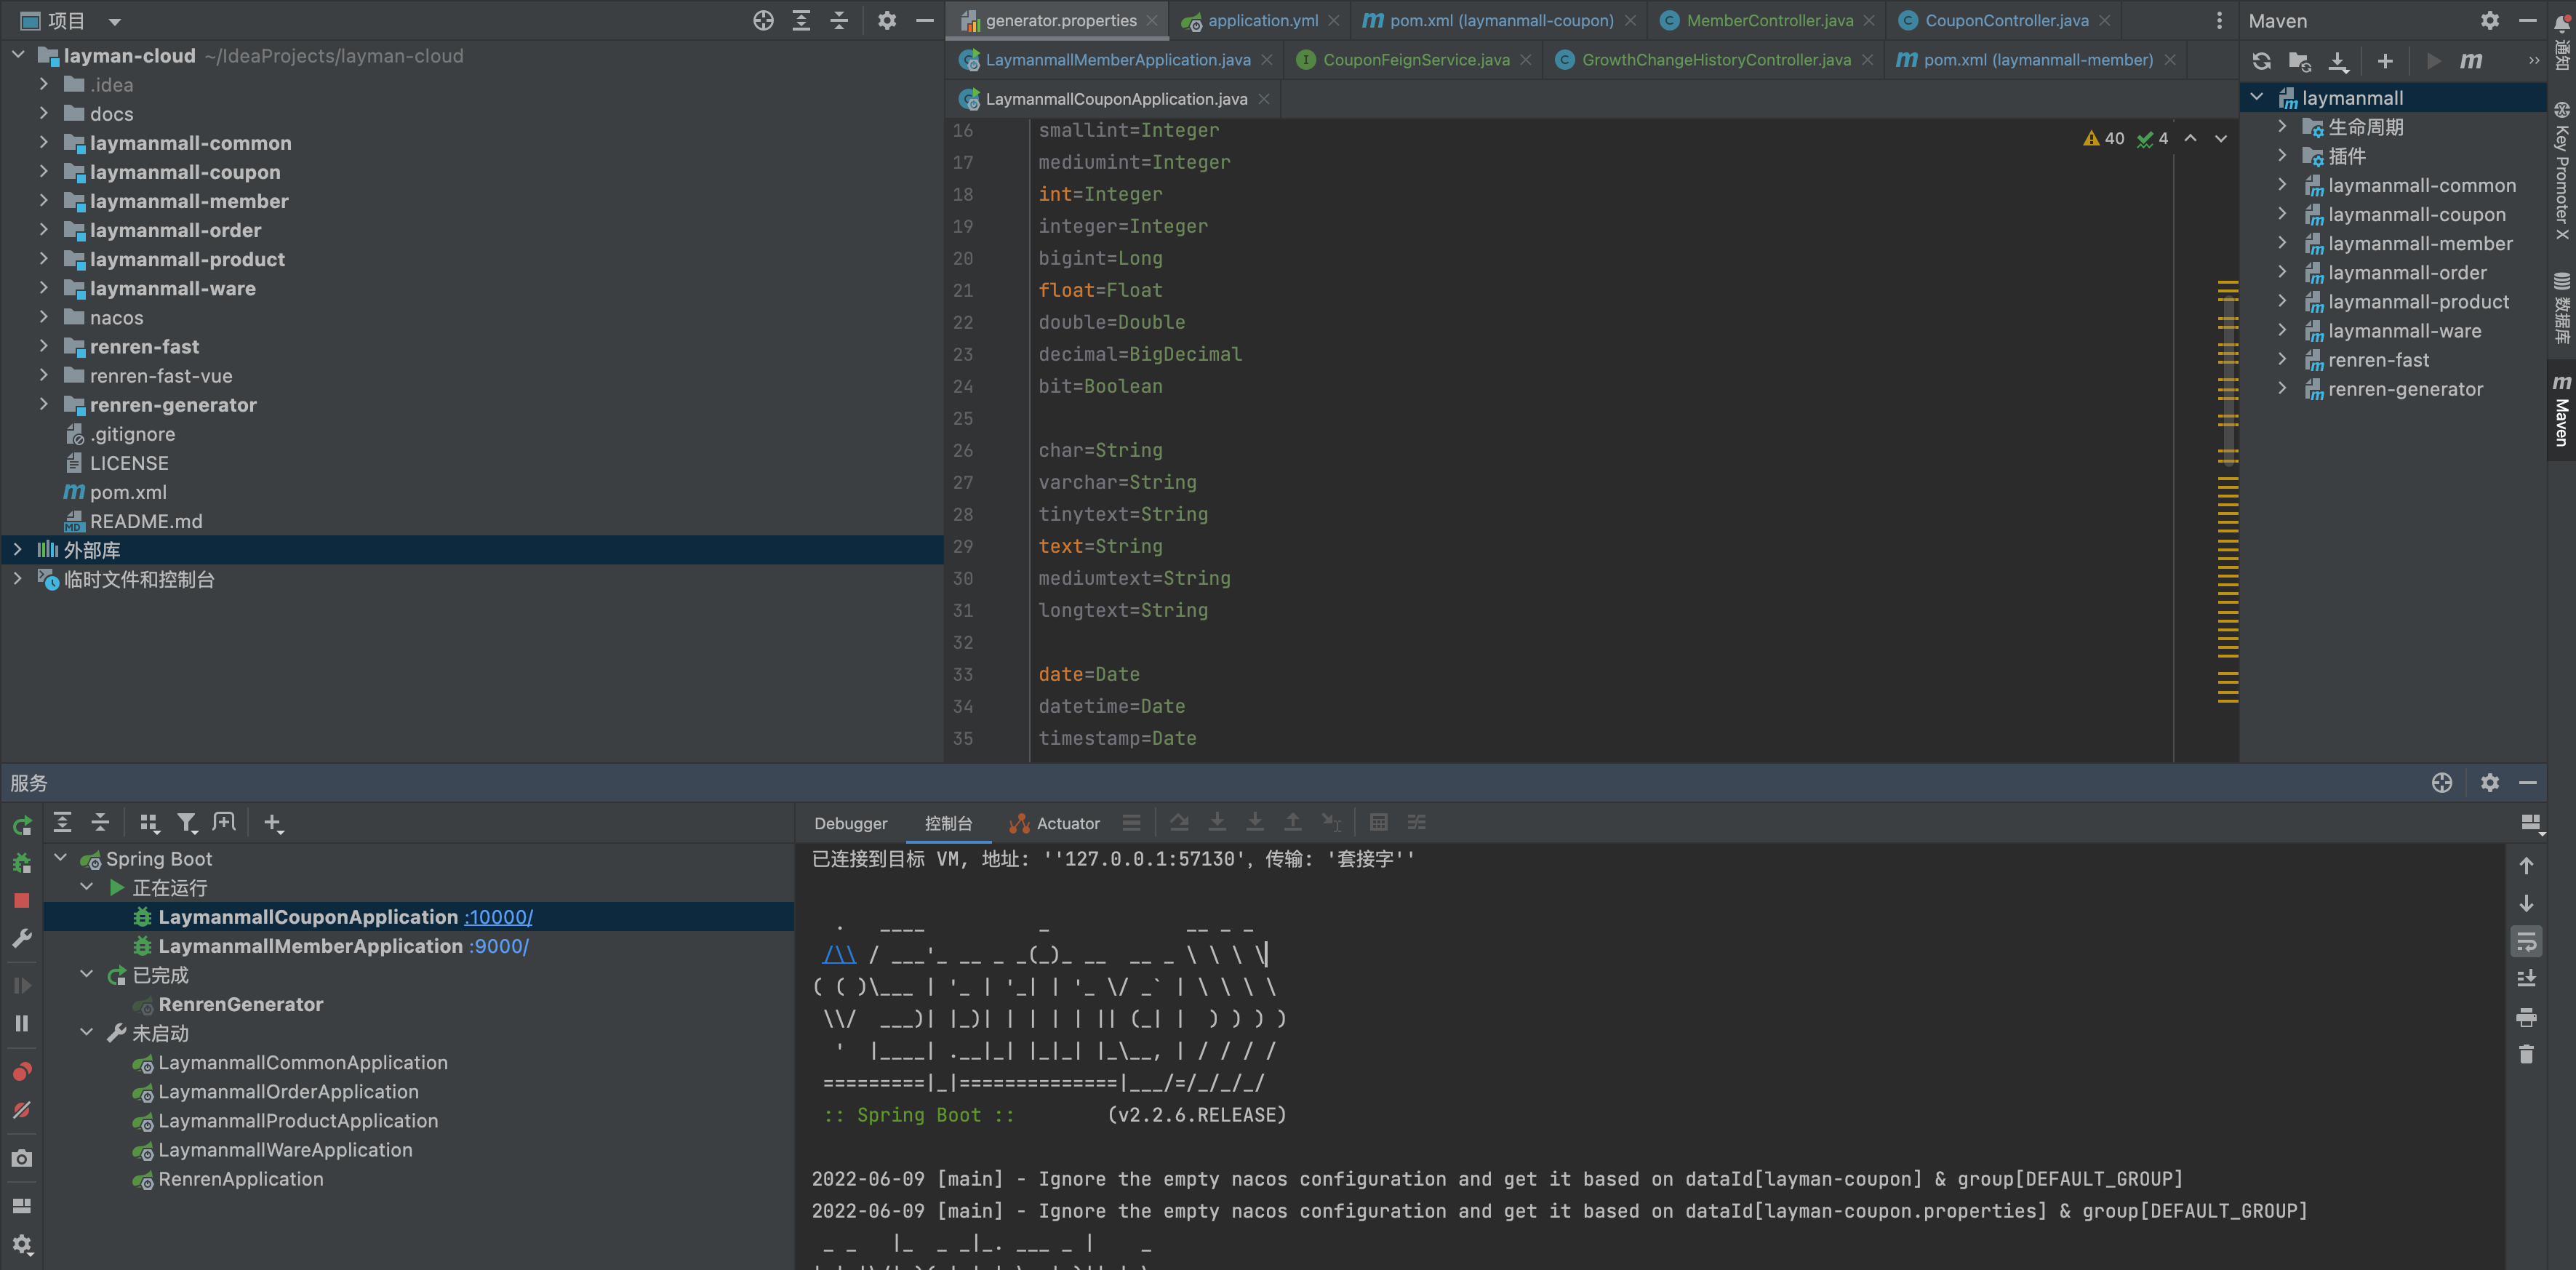 项目
layman-cloud ~/IdeaProjects/layman-cloud
.idea
docs
laymanmall-common
laymanmall-coupon
laymanmall-member
laymanmall-order
laymanmall-product
laymanmall-ware
nacos
renren-fast
renren-fast-vue
renren-generator
.gitignore
LICENSE
pom.xml
README.md
外部库
临时文件和控制台
generator.properties application.yml pom.xml (laymanmall-coupon) MemberController.java CouponController.java
LaymanmallMemberApplication.java CouponFeignService.java GrowthChangeHistoryController.java pom.xml (laymanmall-member)
LaymanmallCouponApplication.java
40 4
16 smallint=Integer
17 mediumint=Integer
18 int=Integer
19 integer=Integer
20 bigint=Long
21 float=Float
22 double=Double
23 decimal=BigDecimal
24 bit=Boolean
25
26 char=String
27 varchar=String
28 tinytext=String
29 text=String
30 mediumtext=String
31 longtext=String
32
33 date=Date
34 datetime=Date
35 timestamp=Date
Maven
laymanmall
生命周期
插件
laymanmall-common
laymanmall-coupon
laymanmall-member
laymanmall-order
laymanmall-product
laymanmall-ware
renren-fast
renren-generator
通知
Key Promoter X
数据库
Maven
服务
Spring Boot
正在运行
LaymanmallCouponApplication :10000/
LaymanmallMemberApplication :9000/
已完成
RenrenGenerator
未启动
LaymanmallCommonApplication
LaymanmallOrderApplication
LaymanmallProductApplication
LaymanmallWareApplication
RenrenApplication
Debugger 控制台 Actuator
已连接到目标 VM, 地址: ''127.0.0.1:57130', 传输: '套接字''
:: Spring Boot :: (v2.2.6.RELEASE)
2022-06-09 [main] - Ignore the empty nacos configuration and get it based on dataId[layman-coupon] & group[DEFAULT_GROUP]
2022-06-09 [main] - Ignore the empty nacos configuration and get it based on dataId[layman-coupon.properties] & group[DEFAULT_GROUP]